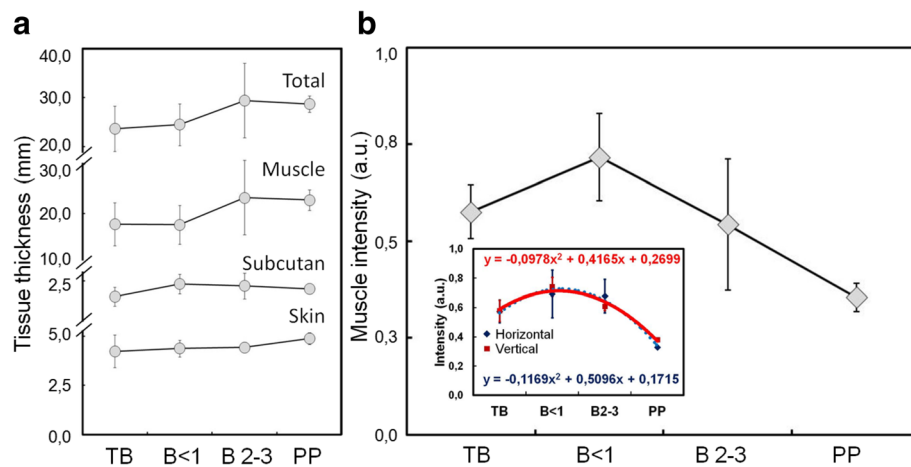 a
Tissue thickness (mm)
40,0
30,0
20,0
30,0
20,0
10,0
2,5
5,0
2,5
0,0
Total
Muscle
Subcutan
Skin
TB B<1 B 2-3 PP
b
Muscle intensity (a.u.)
1,0
0,8
0,5
0,3
0,0
TB B<1 B 2-3 PP
Intensity (a.u.)
1,0
0,8
0,6
0,4
0,2
0,0
y = -0,0978x² + 0,4165x + 0,2699
Horizontal
Vertical
y = -0,1169x² + 0,5096x + 0,1715
TB B<1 B2-3 PP